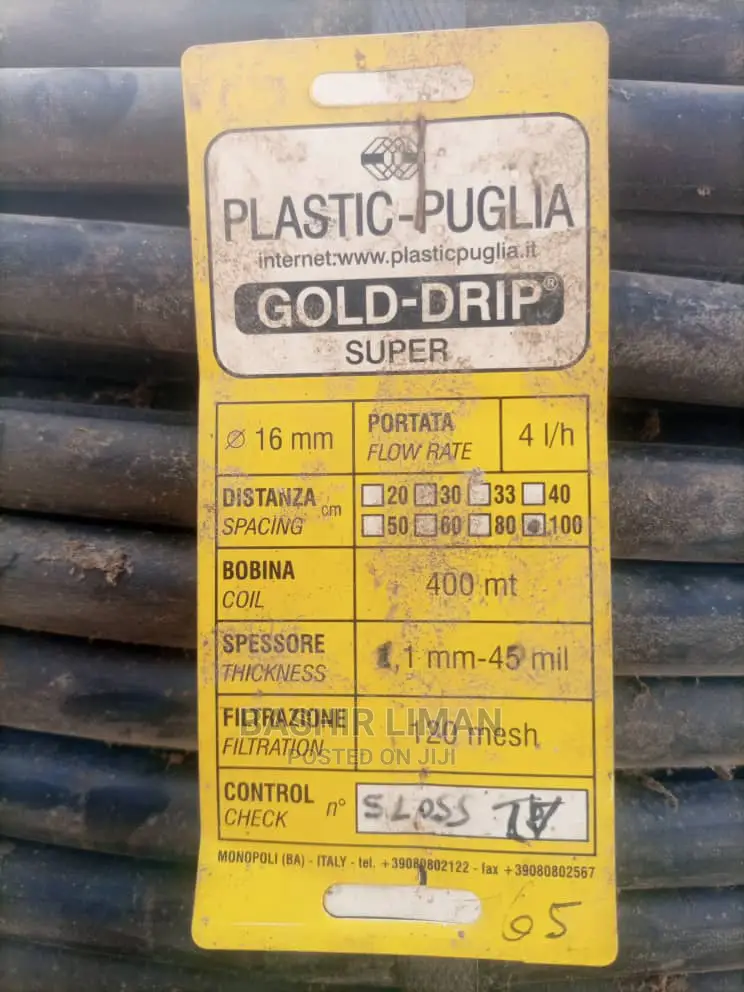 PLASTIC-PUGLIA
internet:www.plasticpuglia.it
GOLD-DRIP®
SUPER
Ø 16 mm
PORTATA
FLOW RATE
4 l/h
DISTANZA
SPACING
cm
20 30 33 40
50 60 80 100
BOBINA
COIL
400 mt
SPESSORE
THICKNESS
1,1 mm-45 mil
FILTRAZIONE
FILTRATION
120 mesh
BASHIR LIMAN
POSTED ON JIJI
CONTROL
CHECK
n°
MONOPOLI (BA) - ITALY - tel. +39080802122 - fax +39080802567
65